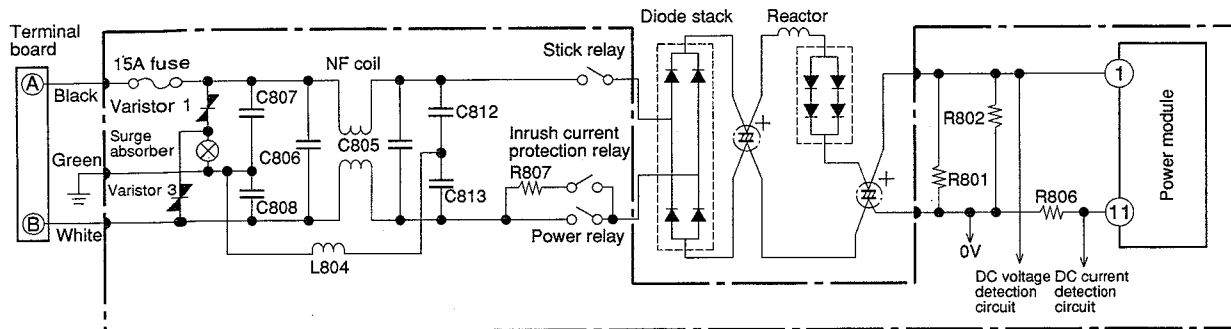 Terminal
board
A
Black
Green
B
White
15A fuse
Varistor 1
Surge
absorber
Varistor 3
C807
C806
C808
NF coil
C805
L804
C812
C813
Stick relay
Inrush current
protection relay
R807
Power relay
Diode stack
Reactor
+
+
R802
R801
R806
0V
DC voltage
detection
circuit
DC current
detection
circuit
1
11
Power module